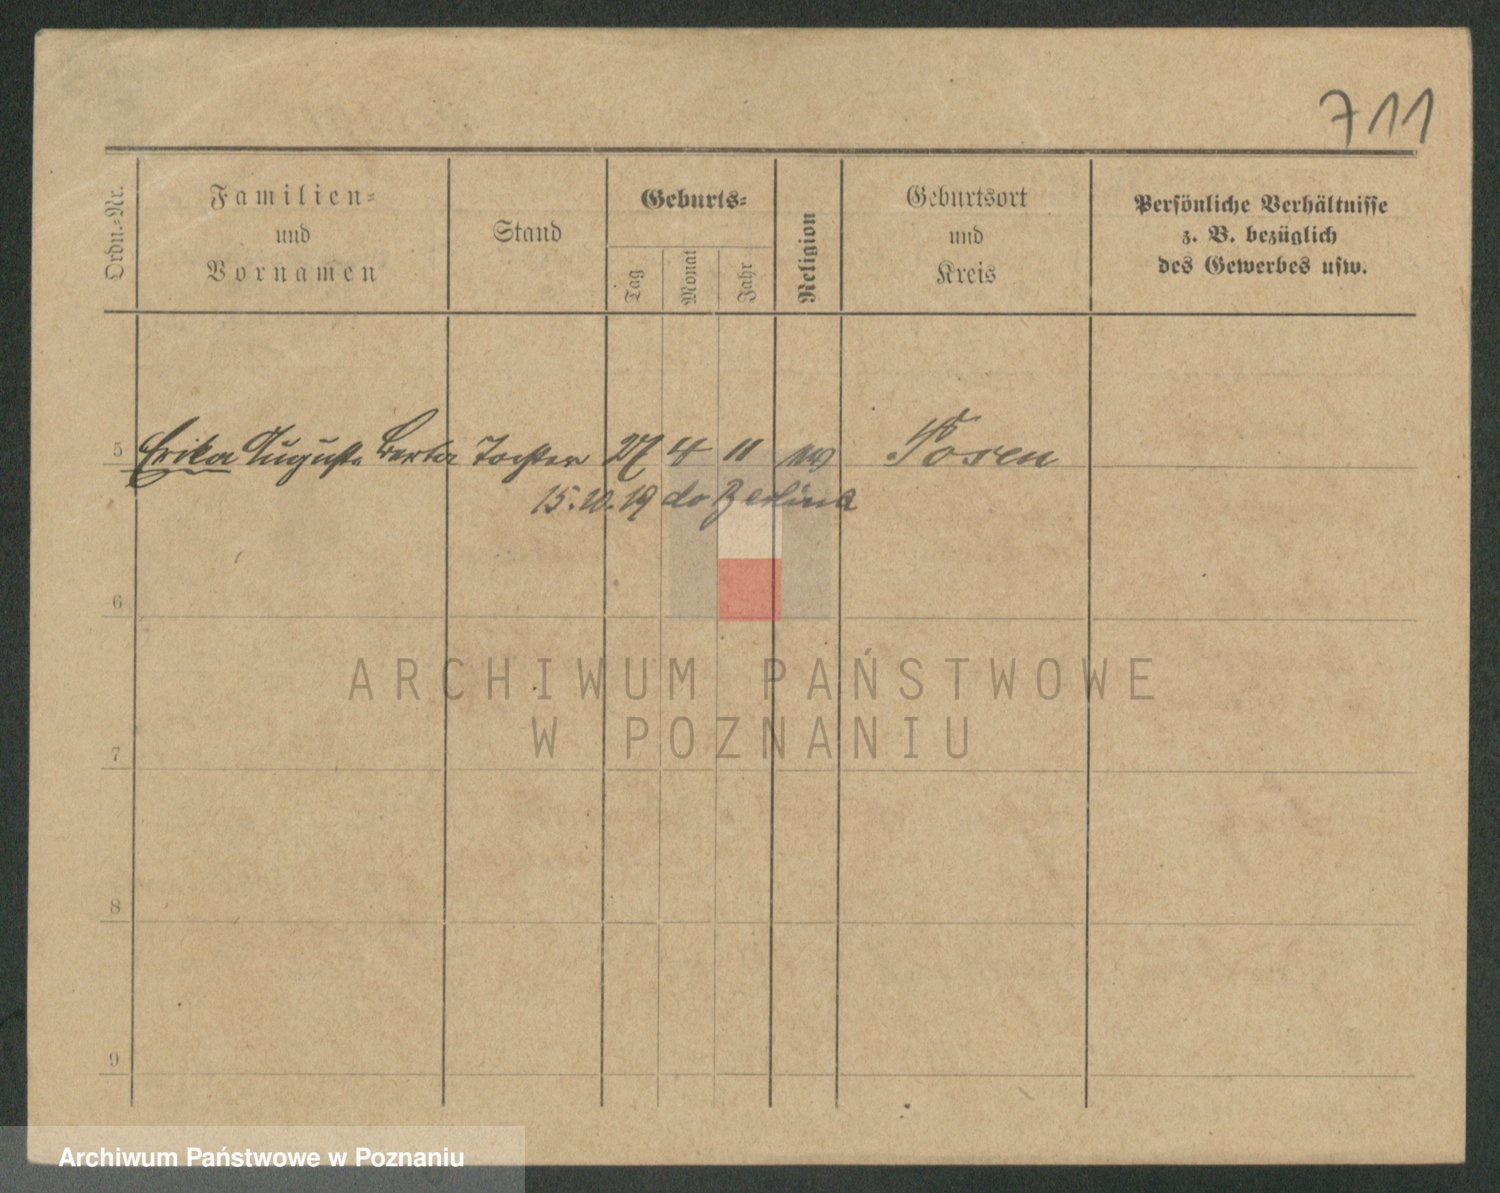 711
Ordn.-Nr.
Familien-
und
Vornamen
Stand
Geburts-
Tag
Monat
Jahr
Religion
Geburtsort
und
Kreis
Persönliche Verhältnisse
z. B. bezüglich
des Gewerbes usw.
5 Erika Auguste Berta Tochter 27 4 11 Posen
15.10.19 do Berlina
6
7
8
9
ARCHIWUM PAŃSTWOWE
W POZNANIU
Archiwum Państwowe w Poznaniu